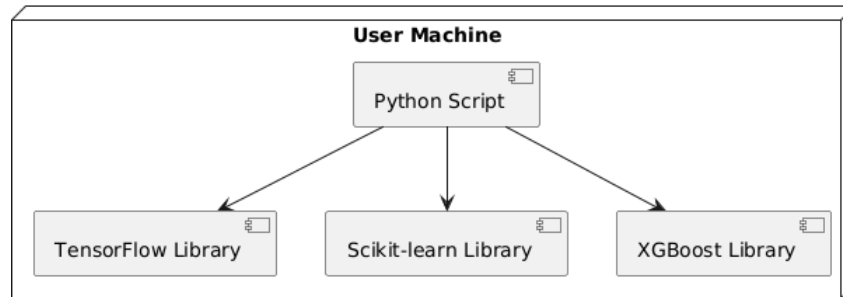 User Machine
Python Script
TensorFlow Library
Scikit-learn Library
XGBoost Library